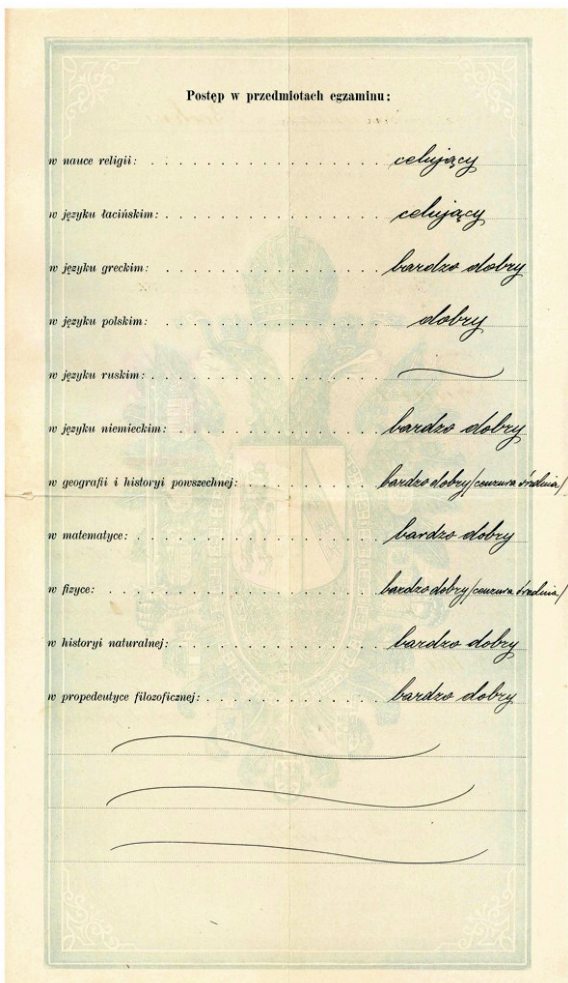 Postęp w przedmiotach egzaminu:
w nauce religii: celujący
w języku łacińskim: celujący
w języku greckim: bardzo dobry
w języku polskim: dobry
w języku ruskim:
w języku niemieckim: bardzo dobry
w geografii i historyi powszechnej: bardzo dobry /cenzura średnia/
w matematyce: bardzo dobry
w fizyce: bardzo dobry /cenzura średnia/
w historyi naturalnej: bardzo dobry
w propedeutyce filozoficznej: bardzo dobry